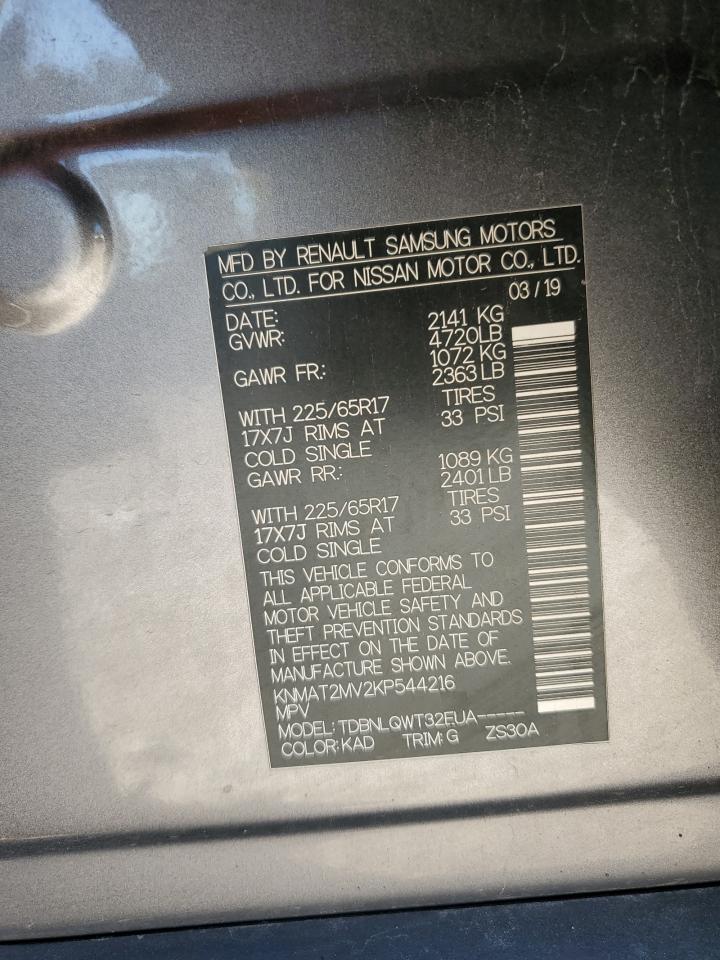 MFD BY RENAULT SAMSUNG MOTORS
CO., LTD. FOR NISSAN MOTOR CO., LTD.
DATE: 03/19
GVWR: 2141 KG
4720LB
GAWR FR.: 1072 KG
2363LB
WITH 225/65R17 TIRES
17X7J RIMS AT 33 PSI
COLD SINGLE
GAWR RR.: 1089 KG
2401LB
WITH 225/65R17 TIRES
17X7J RIMS AT 33 PSI
COLD SINGLE
THIS VEHICLE CONFORMS TO
ALL APPLICABLE FEDERAL
MOTOR VEHICLE SAFETY AND
THEFT PREVENTION STANDARDS
IN EFFECT ON THE DATE OF
MANUFACTURE SHOWN ABOVE.
KNMAT2MV2KP544216
MPV
MODEL: TDBNLQWT32EUA-----
COLOR:KAD TRIM:G ZS30A